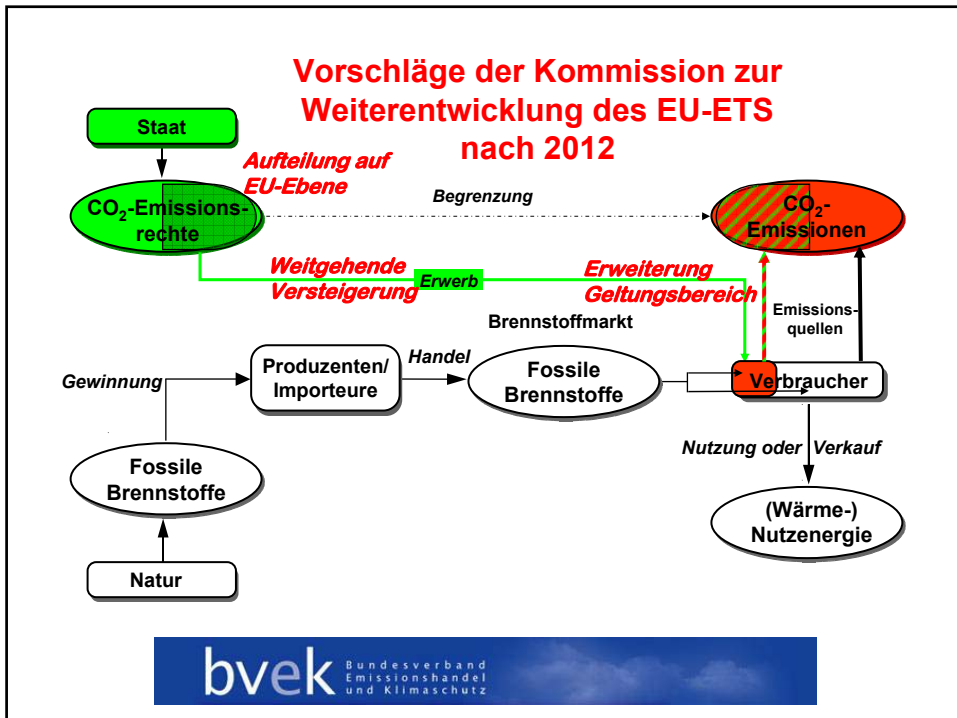 Vorschläge der Kommission zur
Weiterentwicklung des EU-ETS
nach 2012
Staat
Aufteilung auf
EU-Ebene
CO₂-Emissions-
rechte
Begrenzung
CO₂-
Emissionen
Weitgehende
Versteigerung
Erwerb
Erweiterung
Geltungsbereich
Emissions-
quellen
Brennstoffmarkt
Gewinnung
Produzenten/
Importeure
Handel
Fossile
Brennstoffe
Verbraucher
Nutzung oder Verkauf
Fossile
Brennstoffe
(Wärme-)
Nutzenergie
Natur
bvek
Bundesverband
Emissionshandel
und Klimaschutz